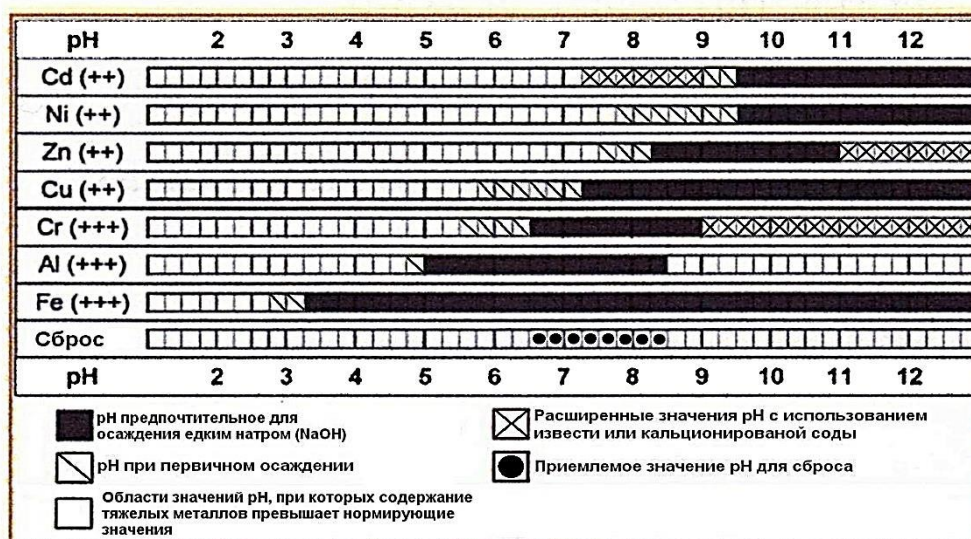 pH 2 3 4 5 6 7 8 9 10 11 12
Cd (++)
Ni (++)
Zn (++)
Cu (++)
Cr (+++)
Al (+++)
Fe (+++)
Сброс
pH 2 3 4 5 6 7 8 9 10 11 12
pH предпочтительное для
осаждения едким натром (NaOH)
pH при первичном осаждении
Области значений pH, при которых содержание
тяжелых металлов превышает нормирующие
значения
Расширенные значения pH с использованием
извести или кальционированой соды
Приемлемое значение pH для сброса